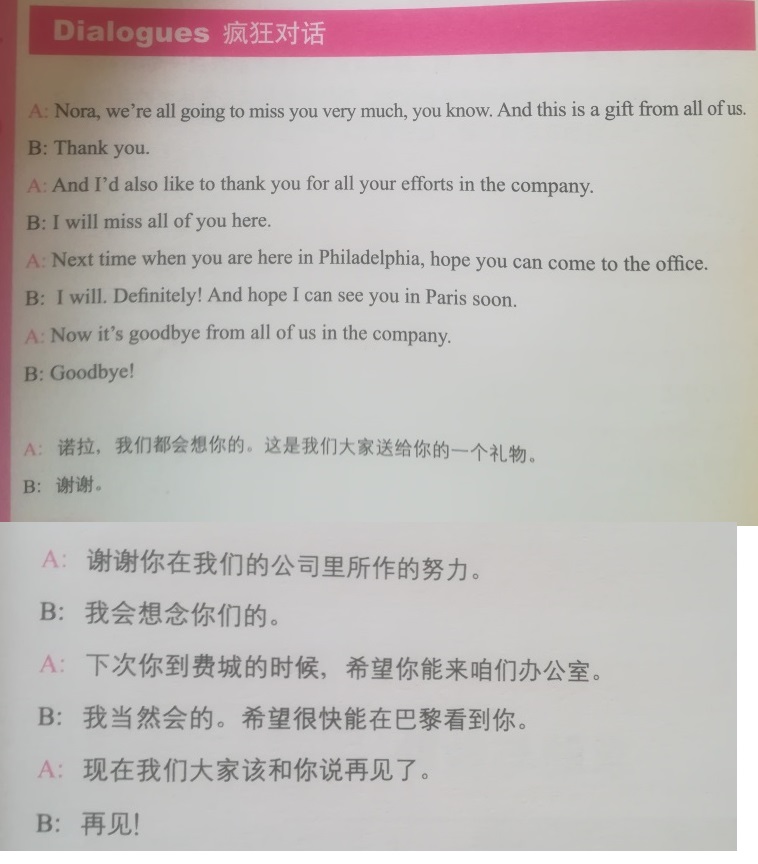 Dialogues 疯狂对话
A: Nora, we're all going to miss you very much, you know. And this is a gift from all of us.
B: Thank you.
A: And I'd also like to thank you for all your efforts in the company.
B: I will miss all of you here.
A: Next time when you are here in Philadelphia, hope you can come to the office.
B: I will. Definitely! And hope I can see you in Paris soon.
A: Now it's goodbye from all of us in the company.
B: Goodbye!
A: 诺拉，我们都会想你的。这是我们大家送给你的一个礼物。
B: 谢谢。
A: 谢谢你在我们的公司里所作的努力。
B: 我会想念你们的。
A: 下次你到费城的时候，希望你能来咱们办公室。
B: 我当然会的。希望很快能在巴黎看到你。
A: 现在我们大家该和你说再见了。
B: 再见!